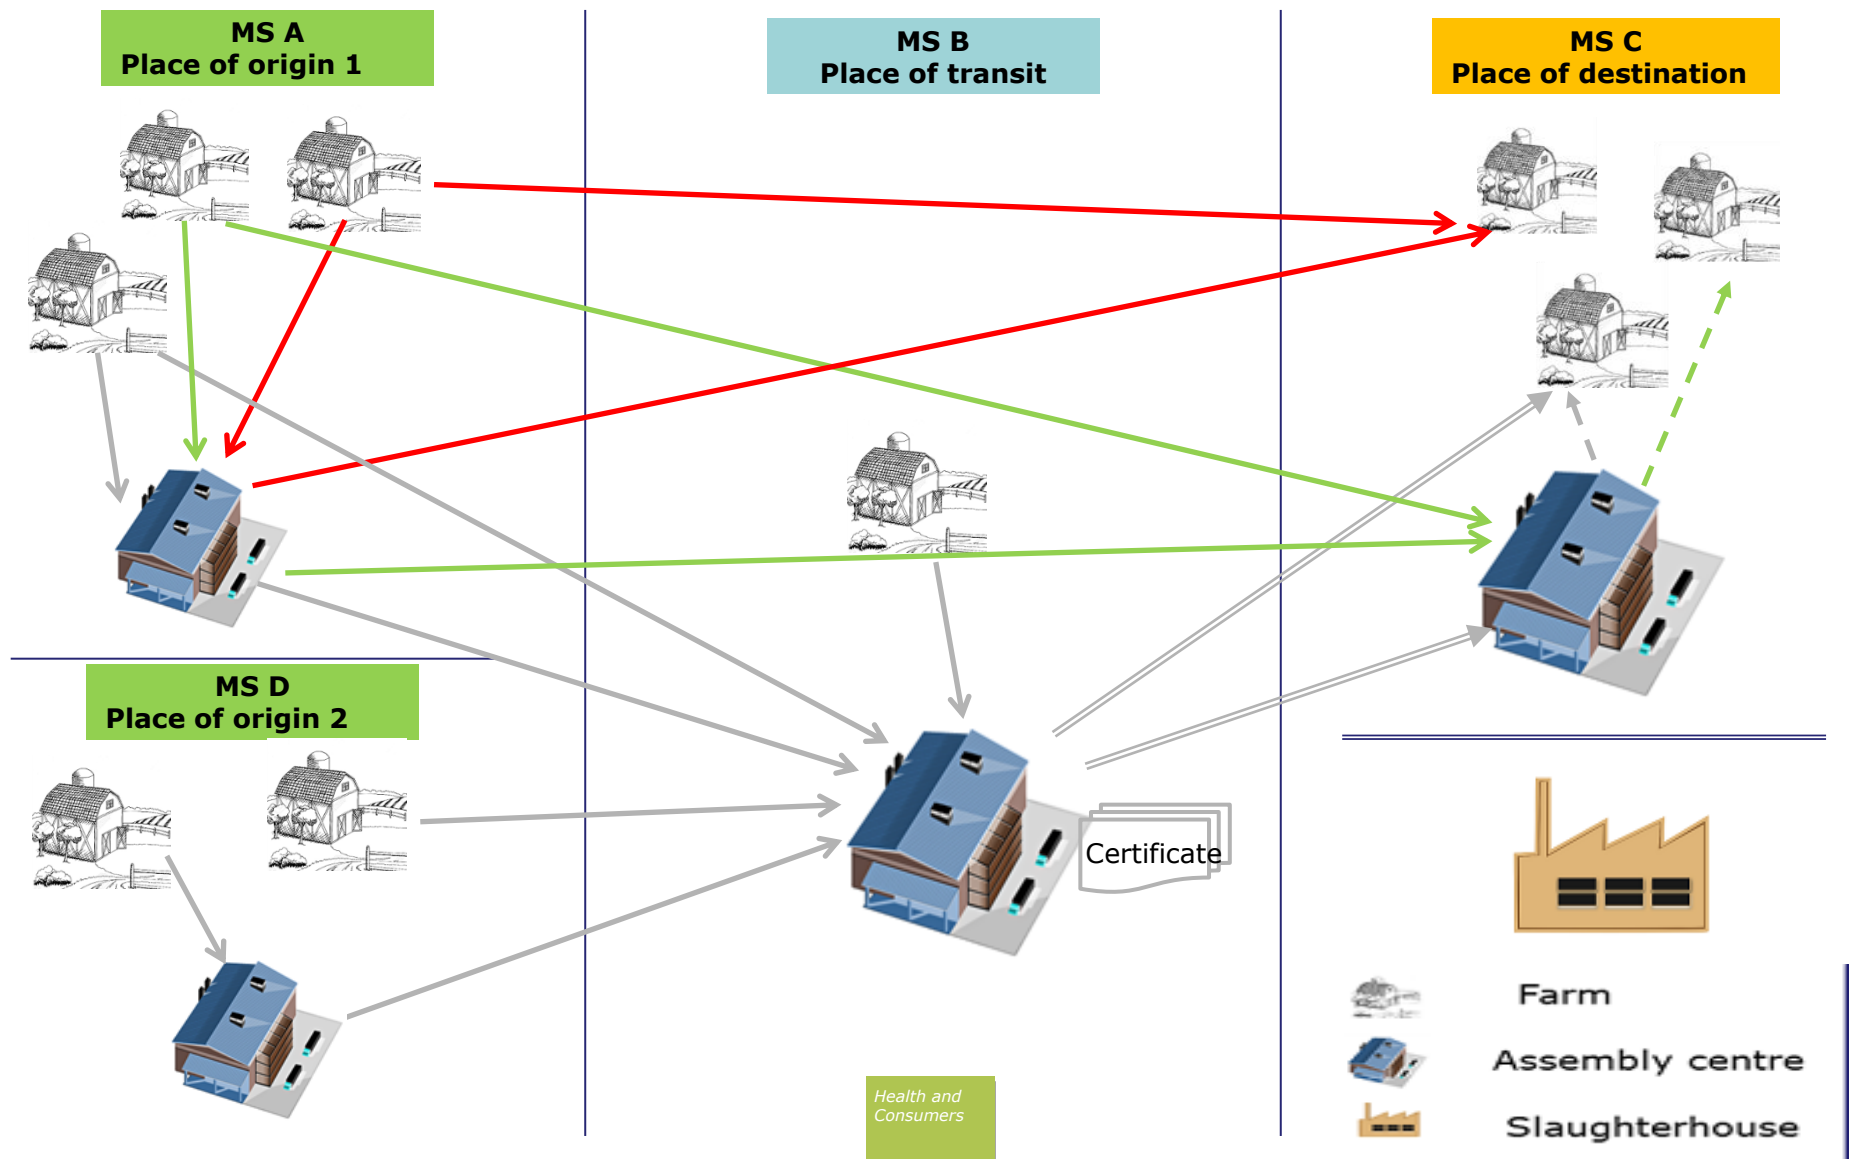 MS A
Place of origin 1
MS B
Place of transit
MS C
Place of destination
MS D
Place of origin 2
Certificate
Health and
Consumers
Farm
Assembly centre
Slaughterhouse